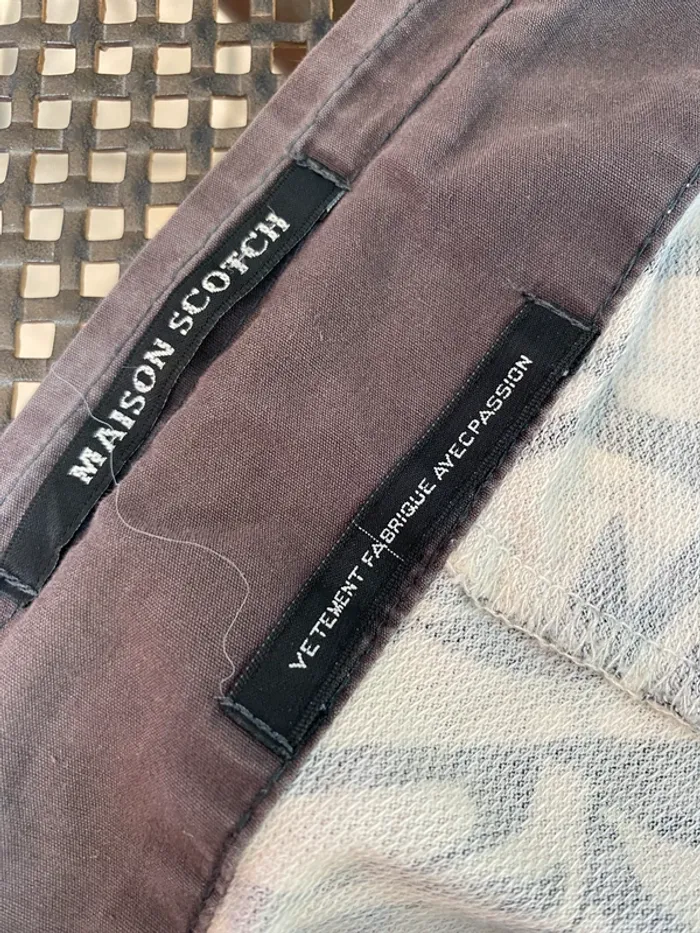 MAISON SCOTCH
VETEMENT FABRIQUE AVECPASSION